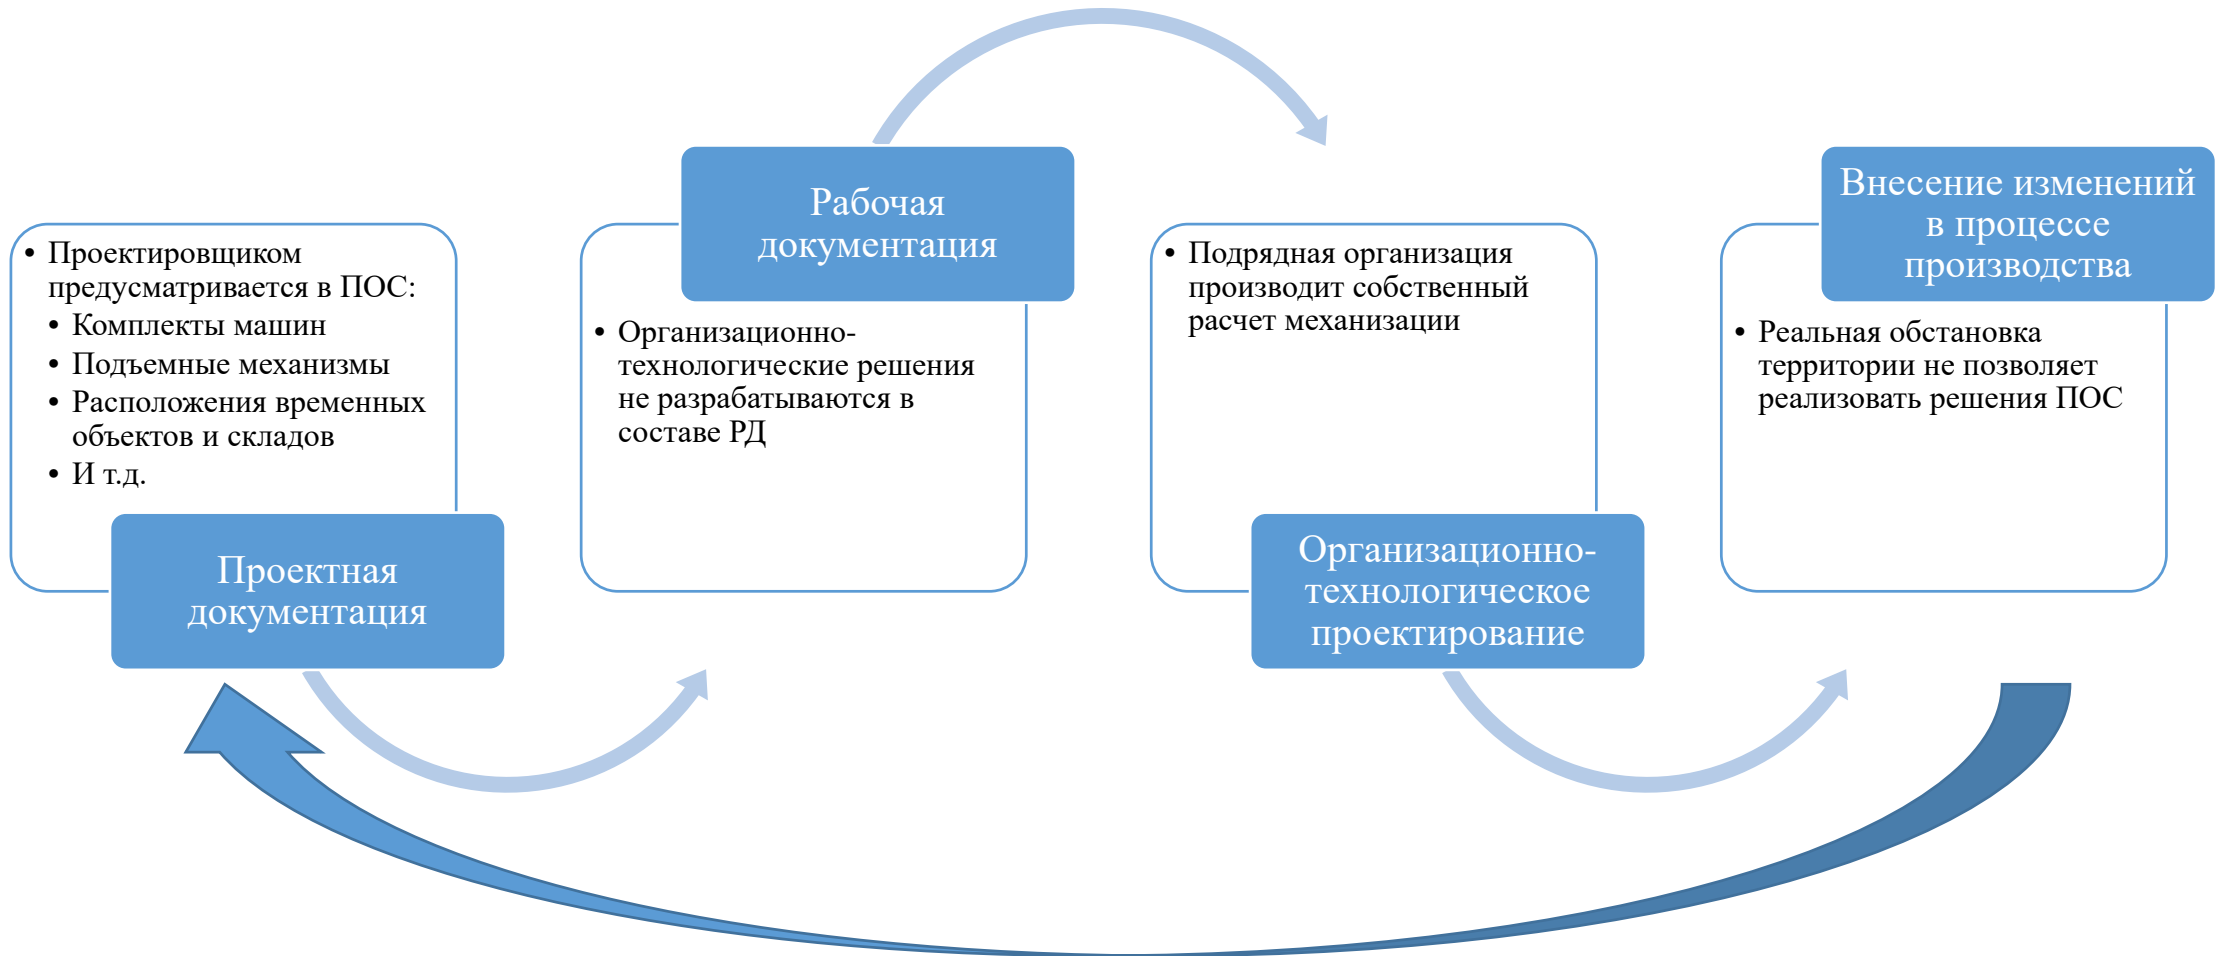 • Проектировщиком
предусматривается в ПОС:
• Комплекты машин
• Подъемные механизмы
• Расположения временных
объектов и складов
• И т.д.
Проектная
документация
Рабочая
документация
• Организационно-
технологические решения
не разрабатываются в
составе РД
• Подрядная организация
производит собственный
расчет механизации
Организационно-
технологическое
проектирование
Внесение изменений
в процессе
производства
• Реальная обстановка
территории не позволяет
реализовать решения ПОС